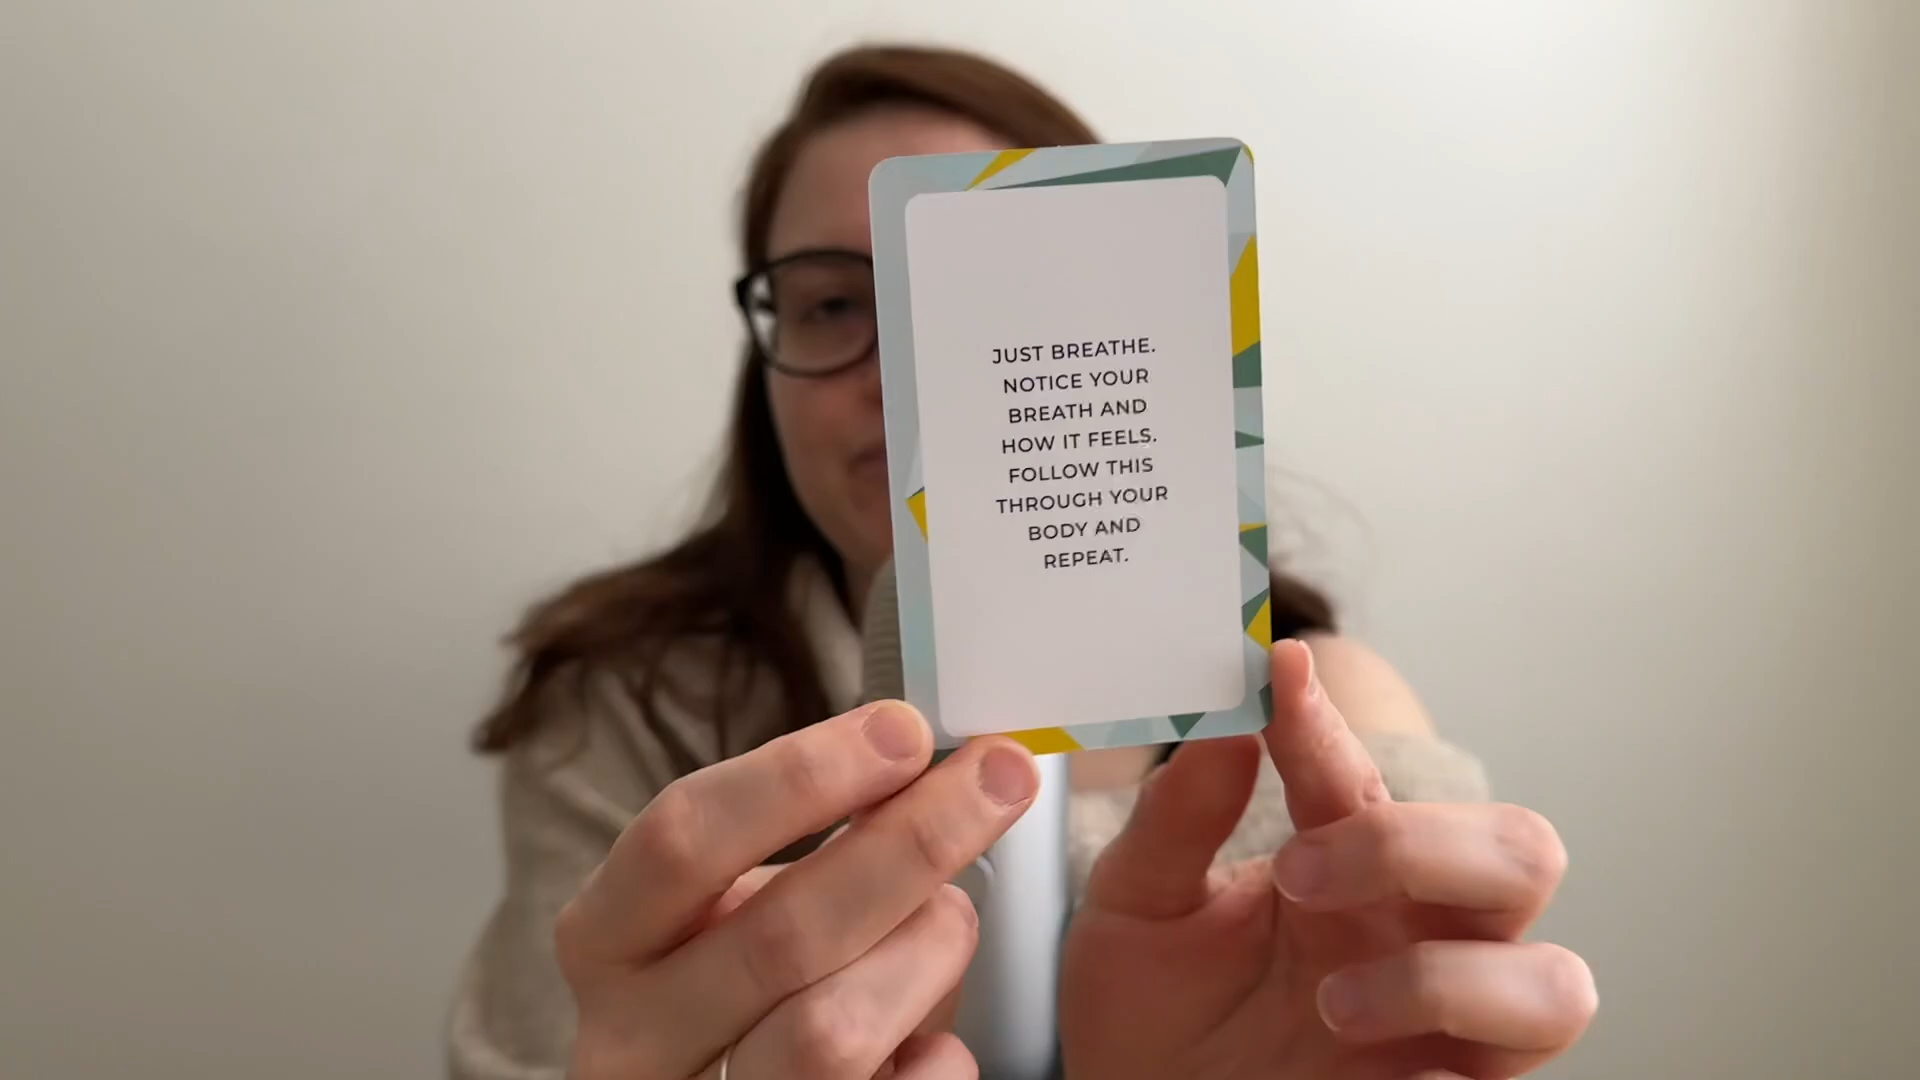 JUST BREATHE.
NOTICE YOUR
BREATH AND
HOW IT FEELS.
FOLLOW THIS
THROUGH YOUR
BODY AND
REPEAT.